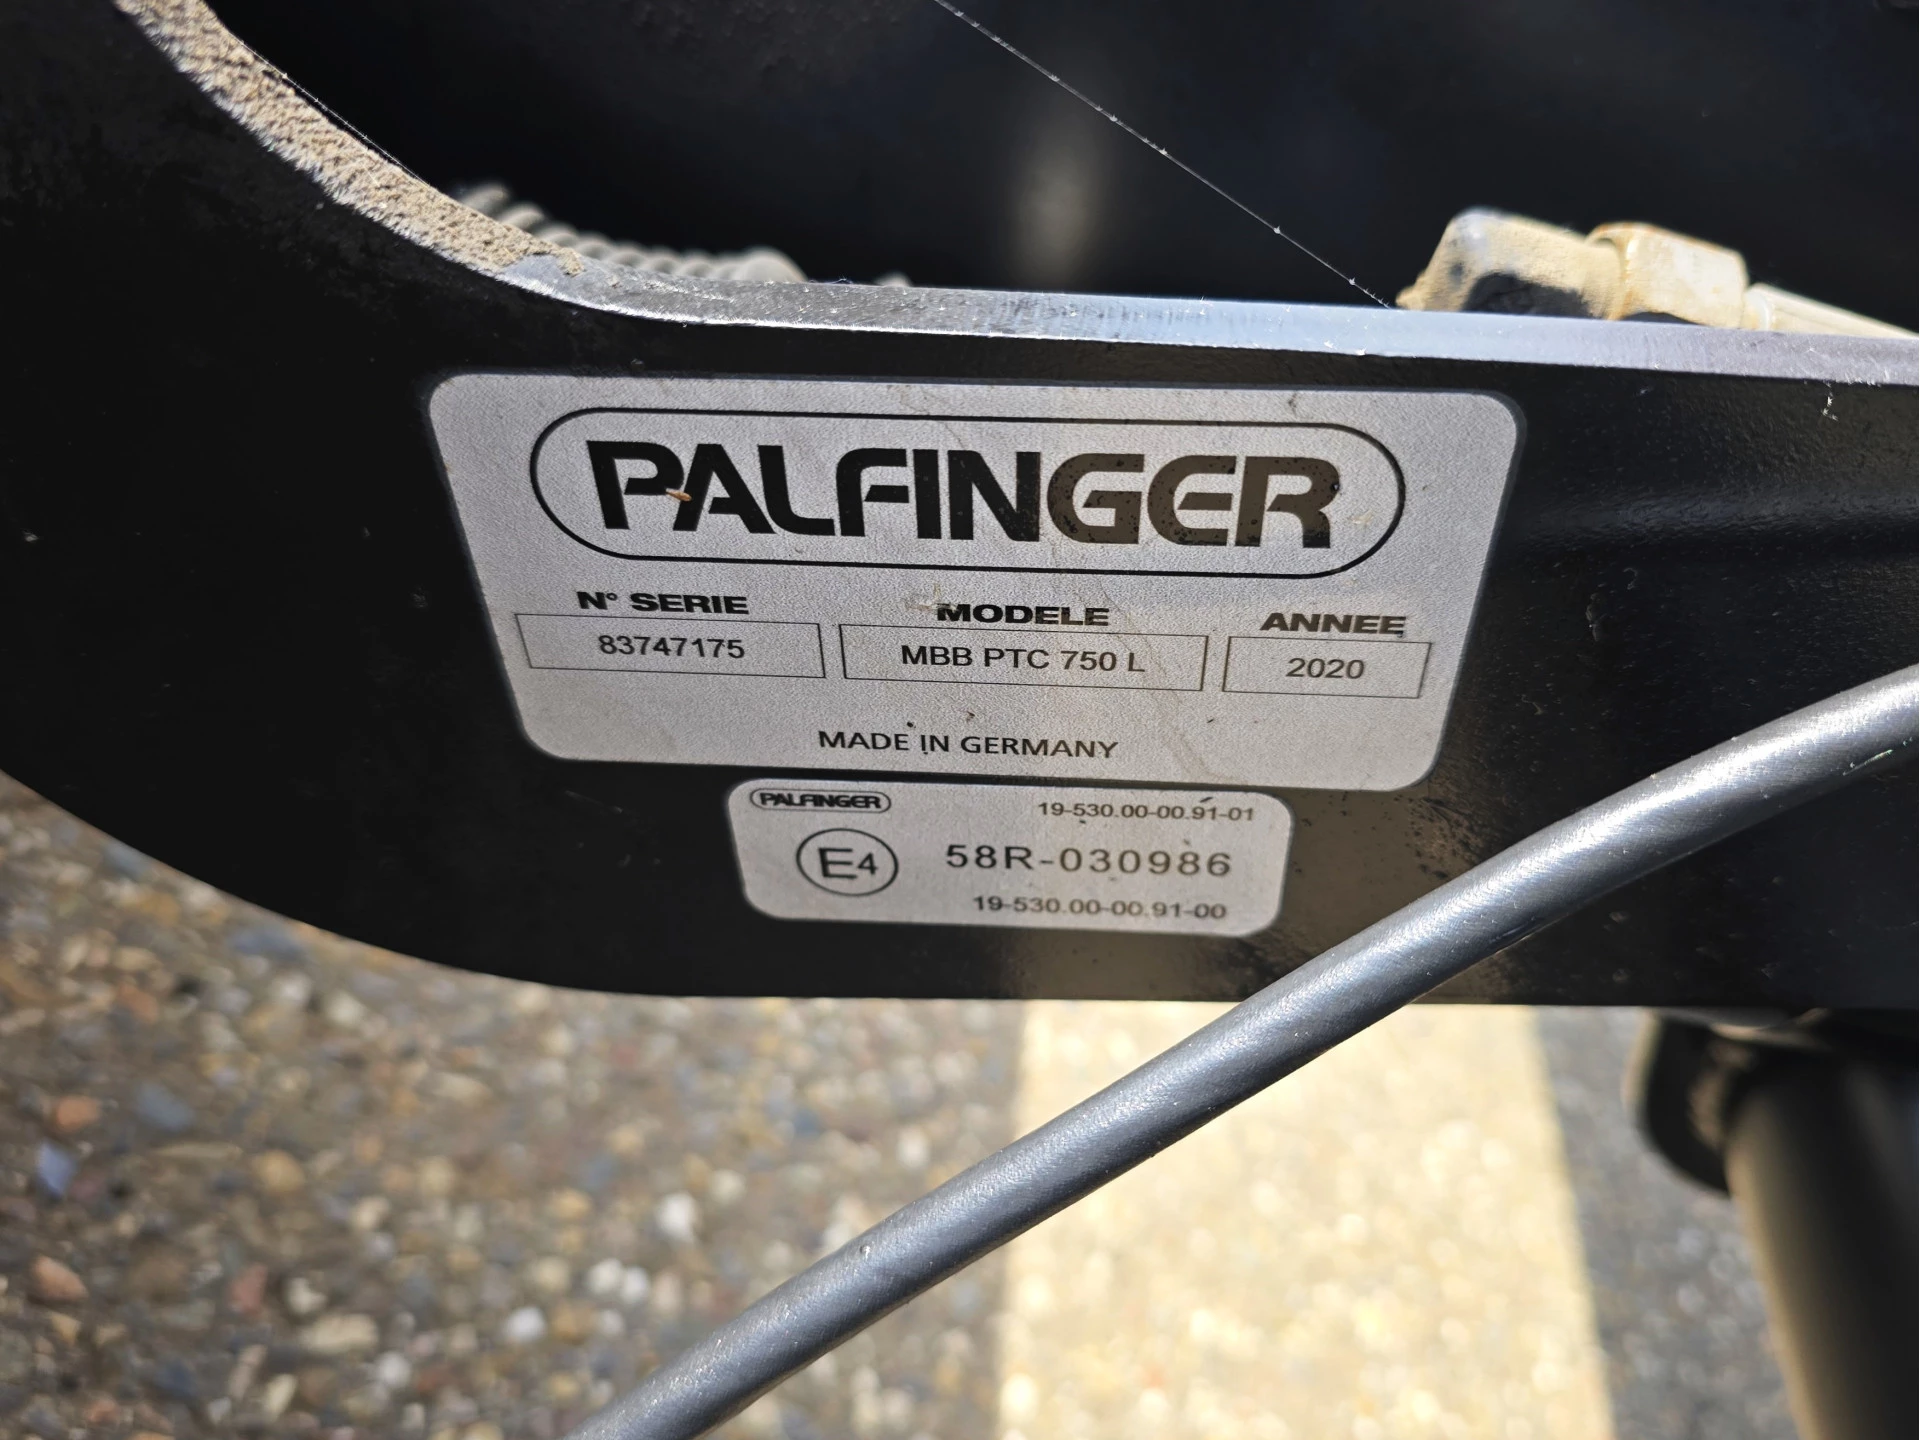 PALFINGER
N° SERIE MODELE ANNEE
83747175 MBB PTC 750 L 2020
MADE IN GERMANY
PALFINGER 19-530.00-00.91-01
E4 58R-030986
19-530.00-00.91-00